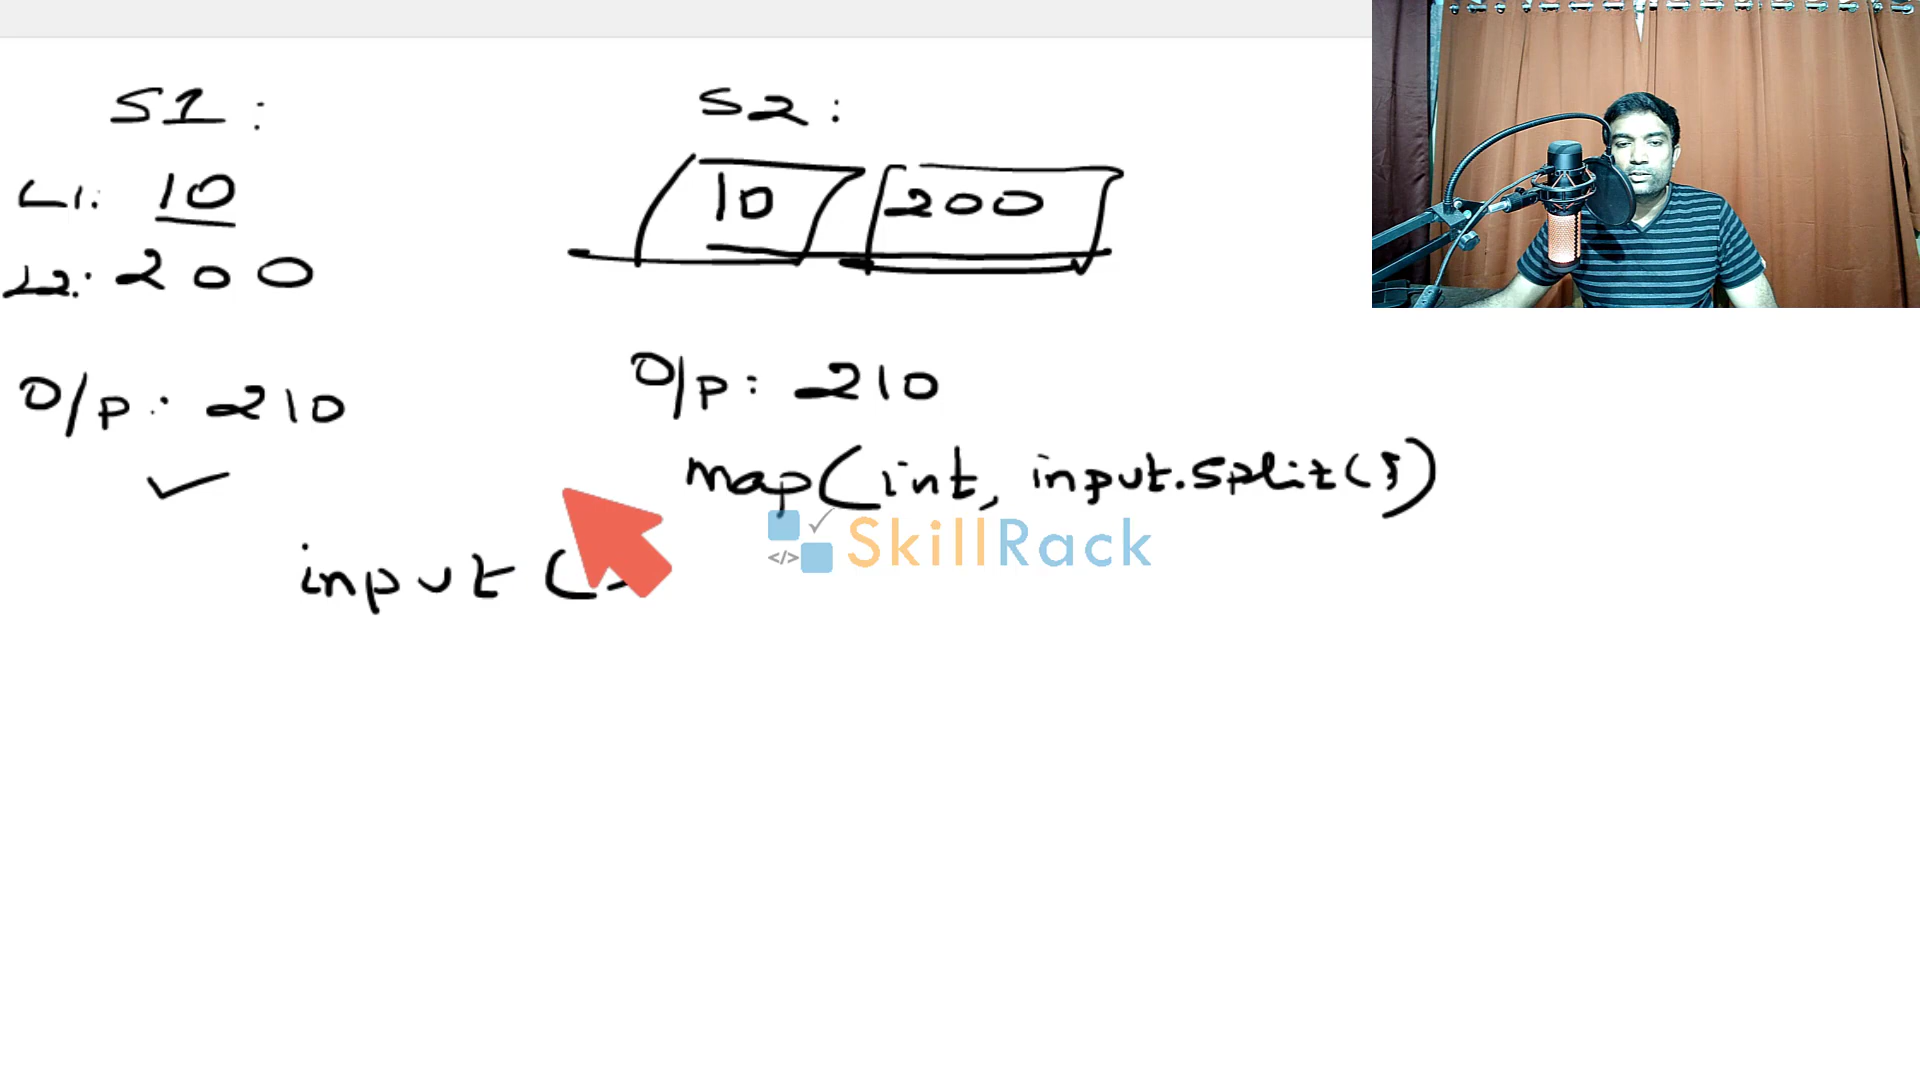 S1:
L1: 10
L2: 200
O/p: 210
S2:
10 200
O/p: 210
map(int, input.split())
input (
</> SkillRack